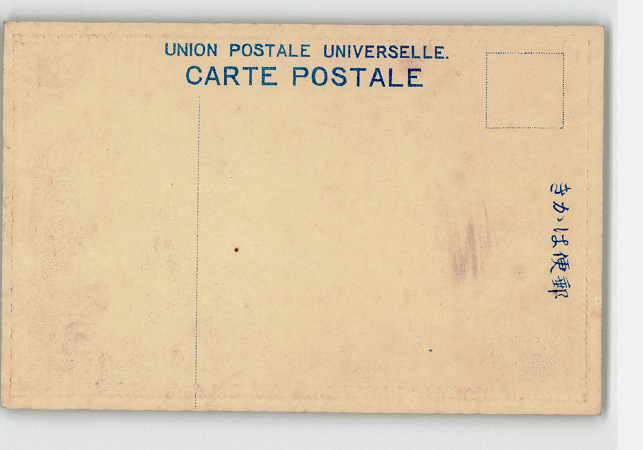 UNION POSTALE UNIVERSELLE.
CARTE POSTALE
きかは便郵